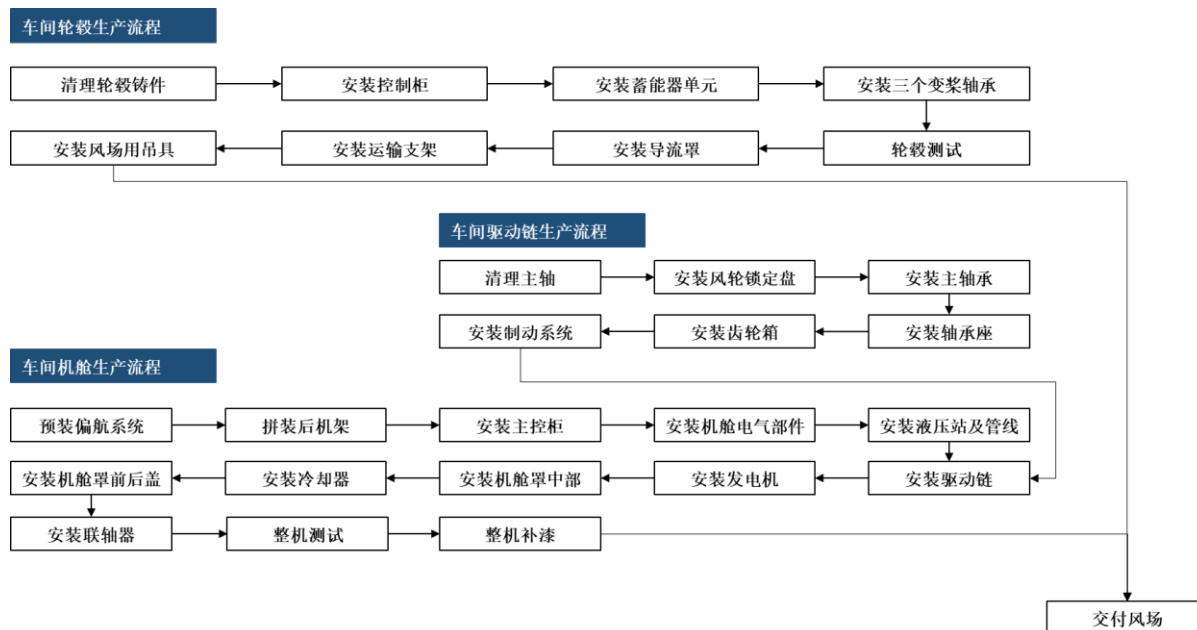 车间轮毂生产流程
清理轮毂铸件
安装控制柜
安装蓄能器单元
安装三个变桨轴承
安装风场用吊具
安装运输支架
安装导流罩
轮毂测试
车间驱动链生产流程
清理主轴
安装风轮锁定盘
安装主轴承
安装制动系统
安装齿轮箱
安装轴承座
车间机舱生产流程
预装偏航系统
拼装后机架
安装主控柜
安装机舱电气部件
安装液压站及管线
安装机舱罩前后盖
安装冷却器
安装机舱罩中部
安装发电机
安装驱动链
安装联轴器
整机测试
整机补漆
交付风场